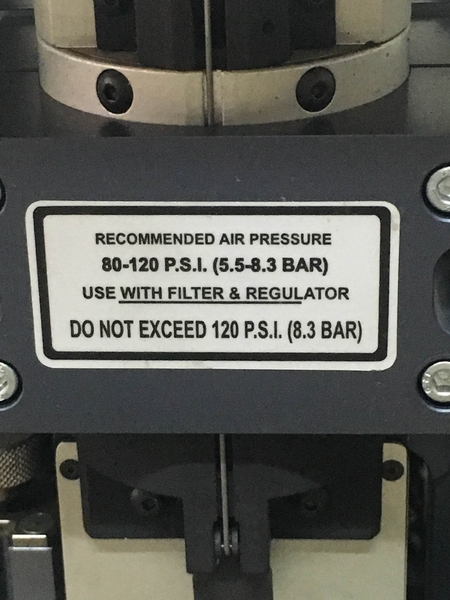 RECOMMENDED AIR PRESSURE
80-120 P.S.I. (5.5-8.3 BAR)
USE WITH FILTER & REGULATOR
DO NOT EXCEED 120 P.S.I. (8.3 BAR)